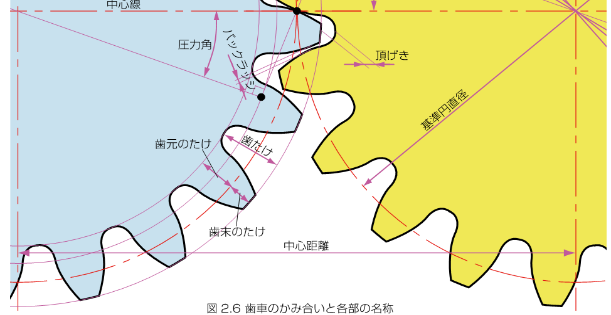 中心線
圧力角
バックラッシ
頂げき
基準円直径
歯たけ
歯元のたけ
歯末のたけ
中心距離
図 2.6 歯車のかみ合いと各部の名称